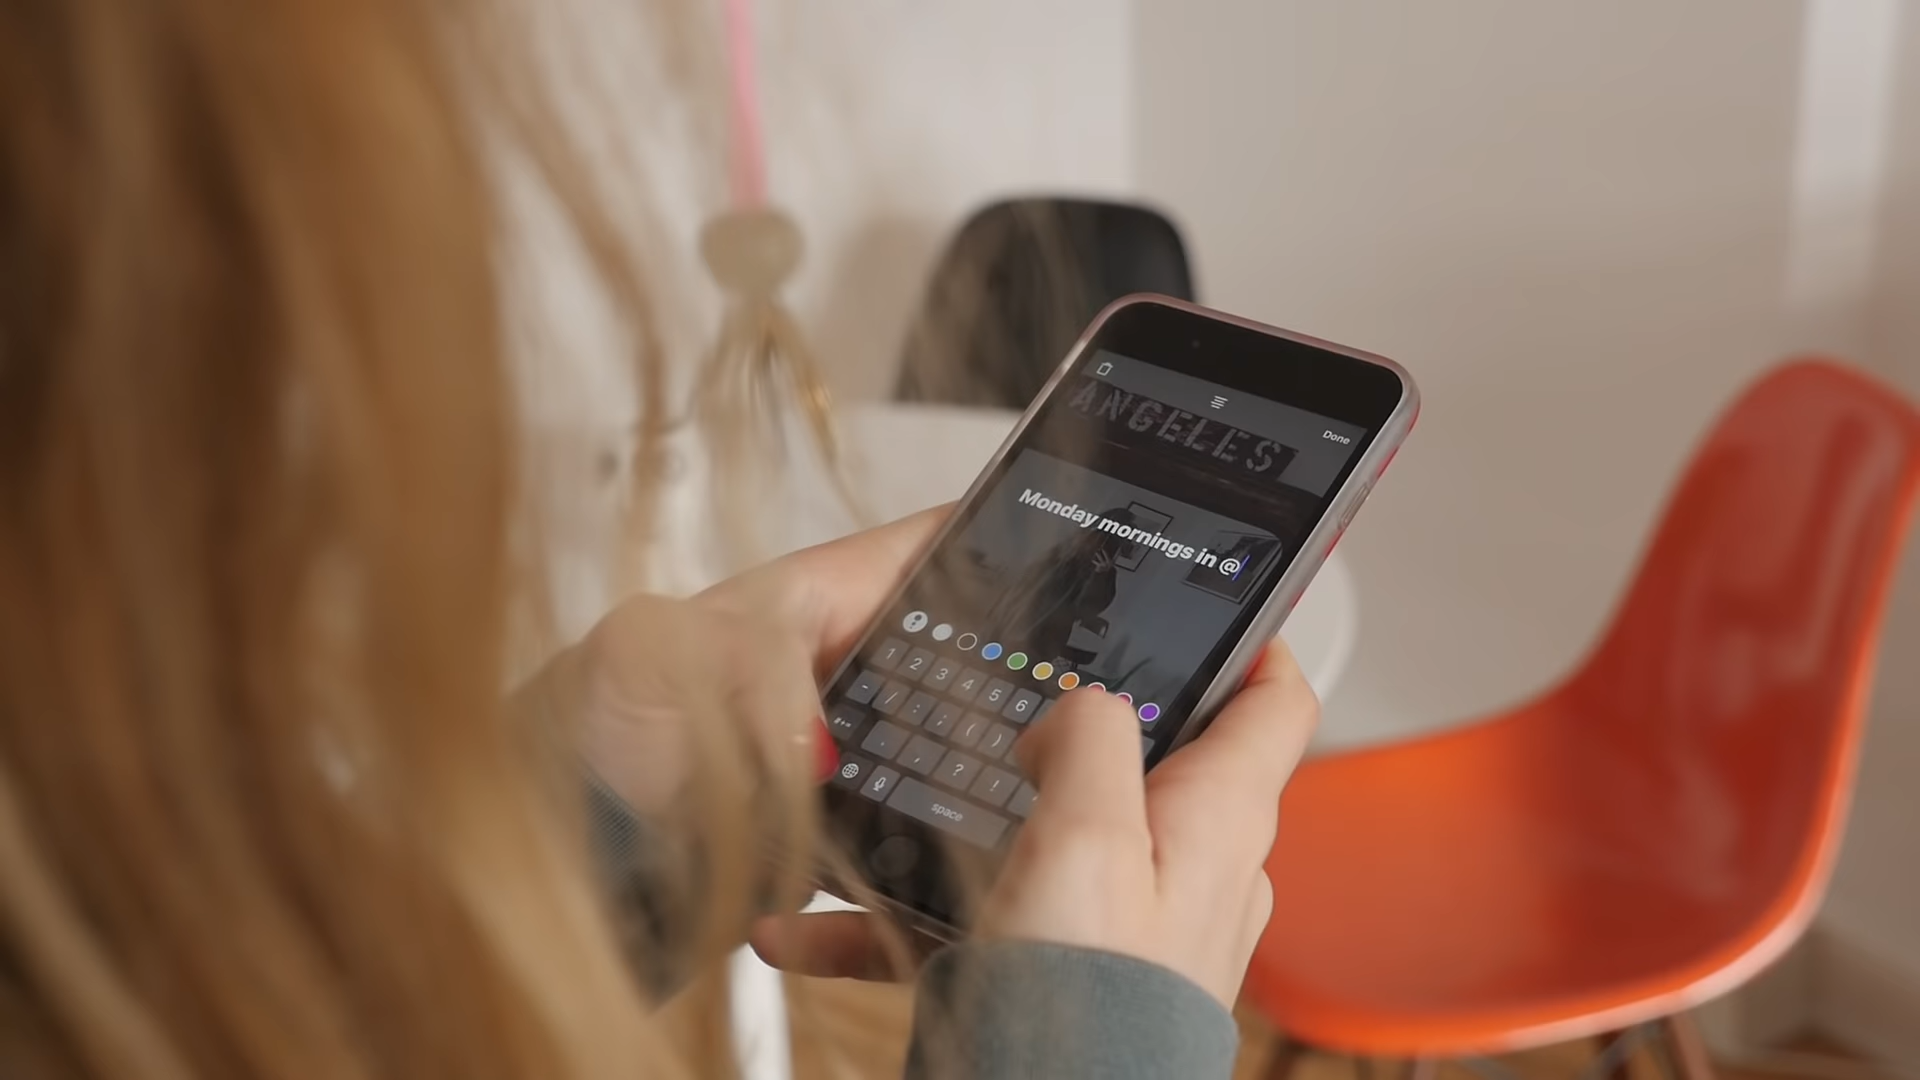 Done
ANGELES
Monday mornings in @
1 2 3 4 5 6
- / : ; ( )
. , ? !
space